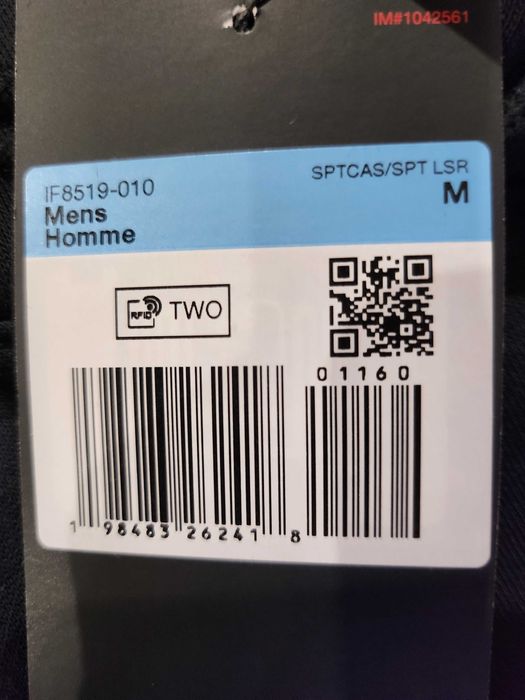 IM#1042561
IF8519-010
SPTCAS/SPT LSR
Mens
M
Homme
RFID TWO
01160
1 98483 26241 8